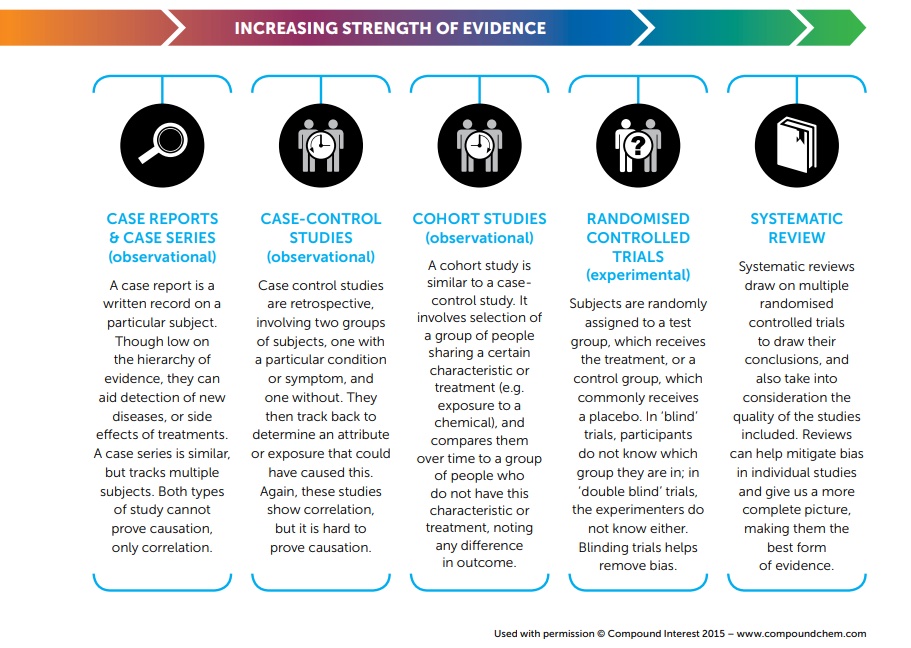 INCREASING STRENGTH OF EVIDENCE
CASE REPORTS
& CASE SERIES
(observational)
A case report is a
written record on a
particular subject.
Though low on
the hierarchy of
evidence, they can
aid detection of new
diseases, or side
effects of treatments.
A case series is similar,
but tracks multiple
subjects. Both types
of study cannot
prove causation,
only correlation.
CASE-CONTROL
STUDIES
(observational)
Case control studies
are retrospective,
involving two groups
of subjects, one with
a particular condition
or symptom, and
one without. They
then track back to
determine an attribute
or exposure that could
have caused this.
Again, these studies
show correlation,
but it is hard to
prove causation.
COHORT STUDIES
(observational)
A cohort study is
similar to a case-
control study. It
involves selection of
a group of people
sharing a certain
characteristic or
treatment (e.g.
exposure to a
chemical), and
compares them
over time to a group
of people who
do not have this
characteristic or
treatment, noting
any difference
in outcome.
?
RANDOMISED
CONTROLLED
TRIALS
(experimental)
Subjects are randomly
assigned to a test
group, which receives
the treatment, or a
control group, which
commonly receives
a placebo. In ‘blind’
trials, participants
do not know which
group they are in; in
‘double blind’ trials,
the experimenters do
not know either.
Blinding trials helps
remove bias.
SYSTEMATIC
REVIEW
Systematic reviews
draw on multiple
randomised
controlled trials
to draw their
conclusions, and
also take into
consideration the
quality of the studies
included. Reviews
can help mitigate bias
in individual studies
and give us a more
complete picture,
making them the
best form
of evidence.
Used with permission © Compound Interest 2015 – www.compoundchem.com